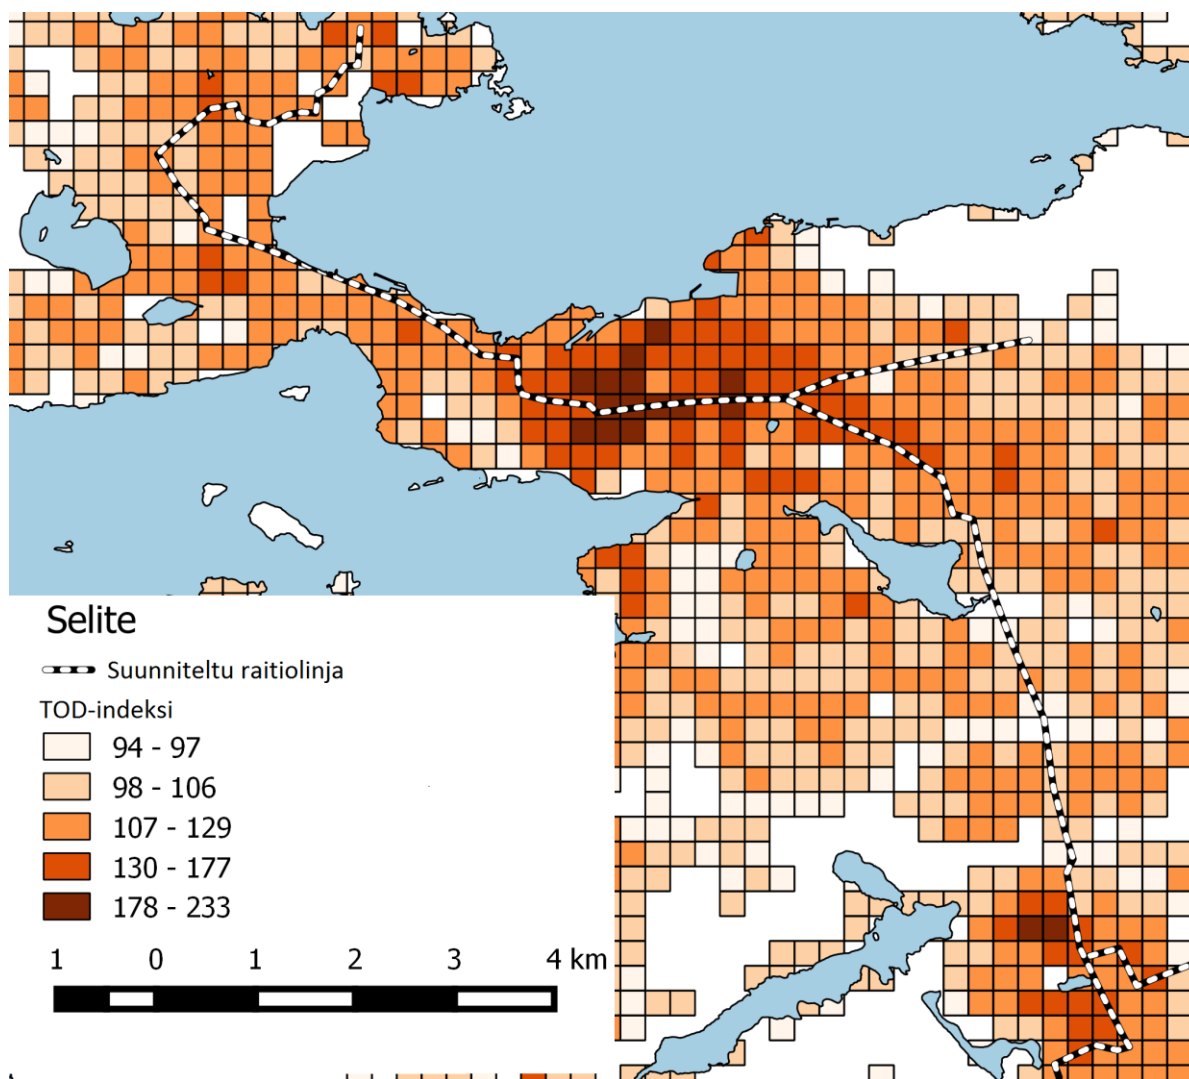 Selite
Suunniteltu raitiolinja
TOD-indeksi
94 - 97
98 - 106
107 - 129
130 - 177
178 - 233
1 0 1 2 3 4 km